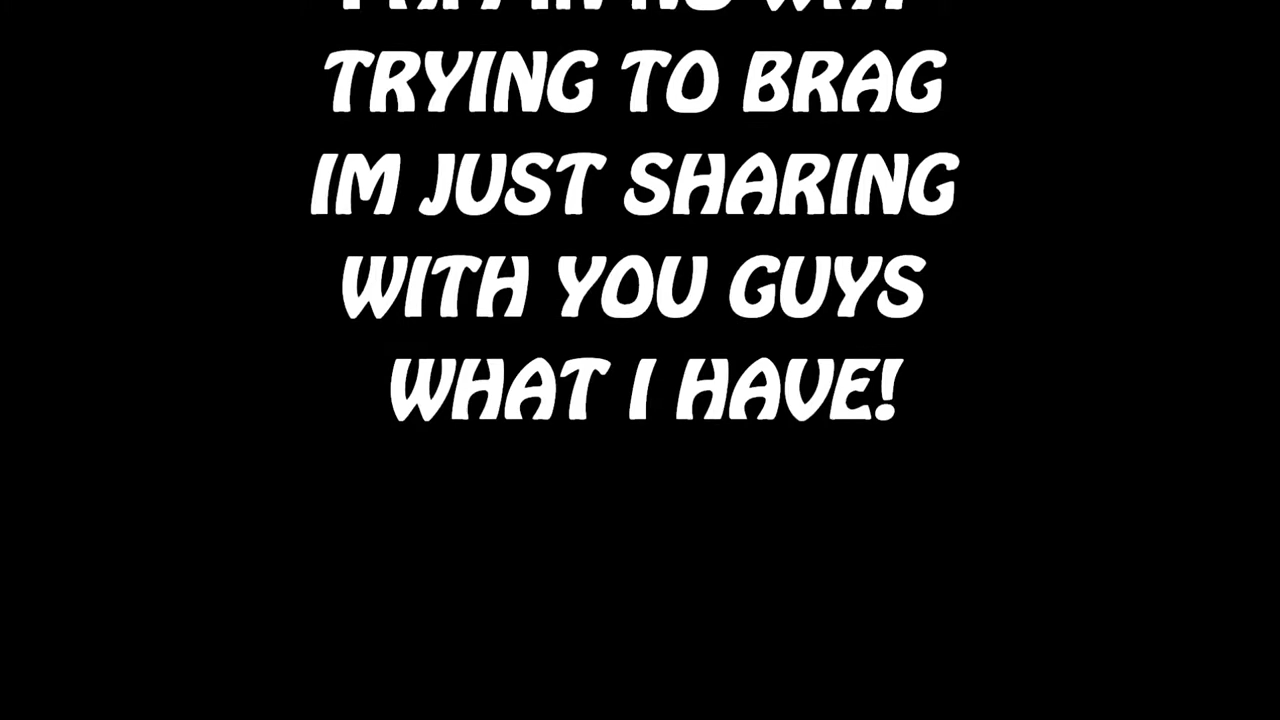 TRYING TO BRAG
IM JUST SHARING
WITH YOU GUYS
WHAT I HAVE!